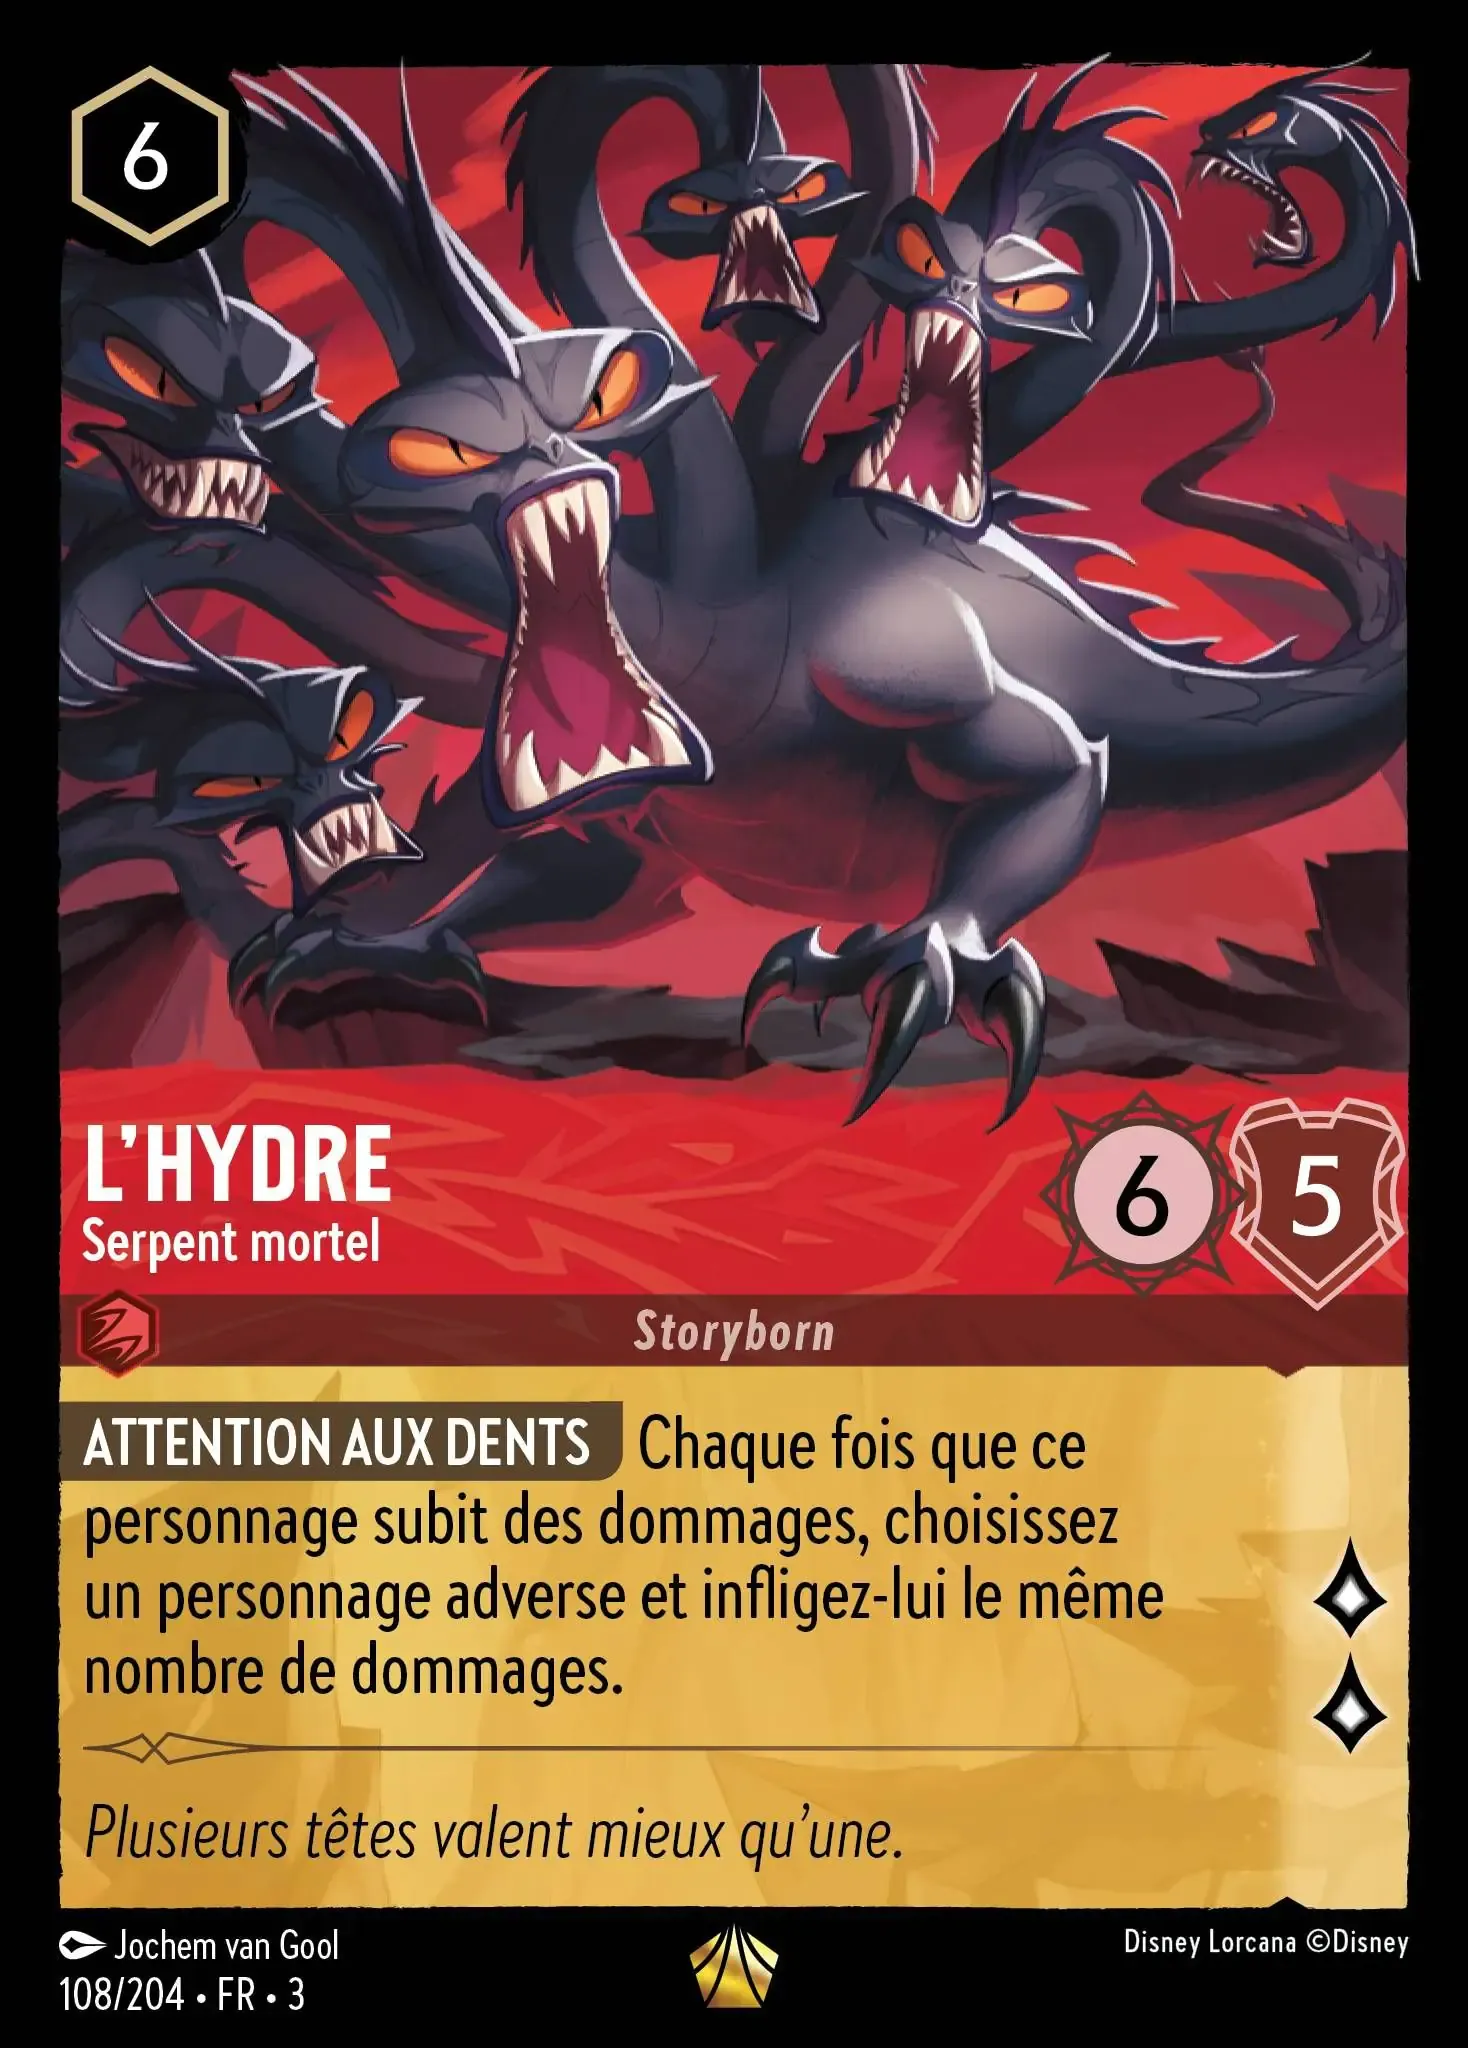 6
L'HYDRE
Serpent mortel
6 5
Storyborn
ATTENTION AUX DENTS Chaque fois que ce
personnage subit des dommages, choisissez
un personnage adverse et infligez-lui le même
nombre de dommages.
Plusieurs têtes valent mieux qu'une.
Jochem van Gool
Disney Lorcana ©Disney
108/204 • FR • 3